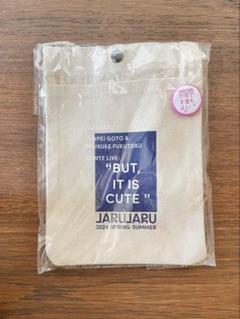 GOTO &
FUKUTOKU
LIVE:
"BUT,
IT IS
CUTE"
JARUJARU
2024 SPRING SUMMER